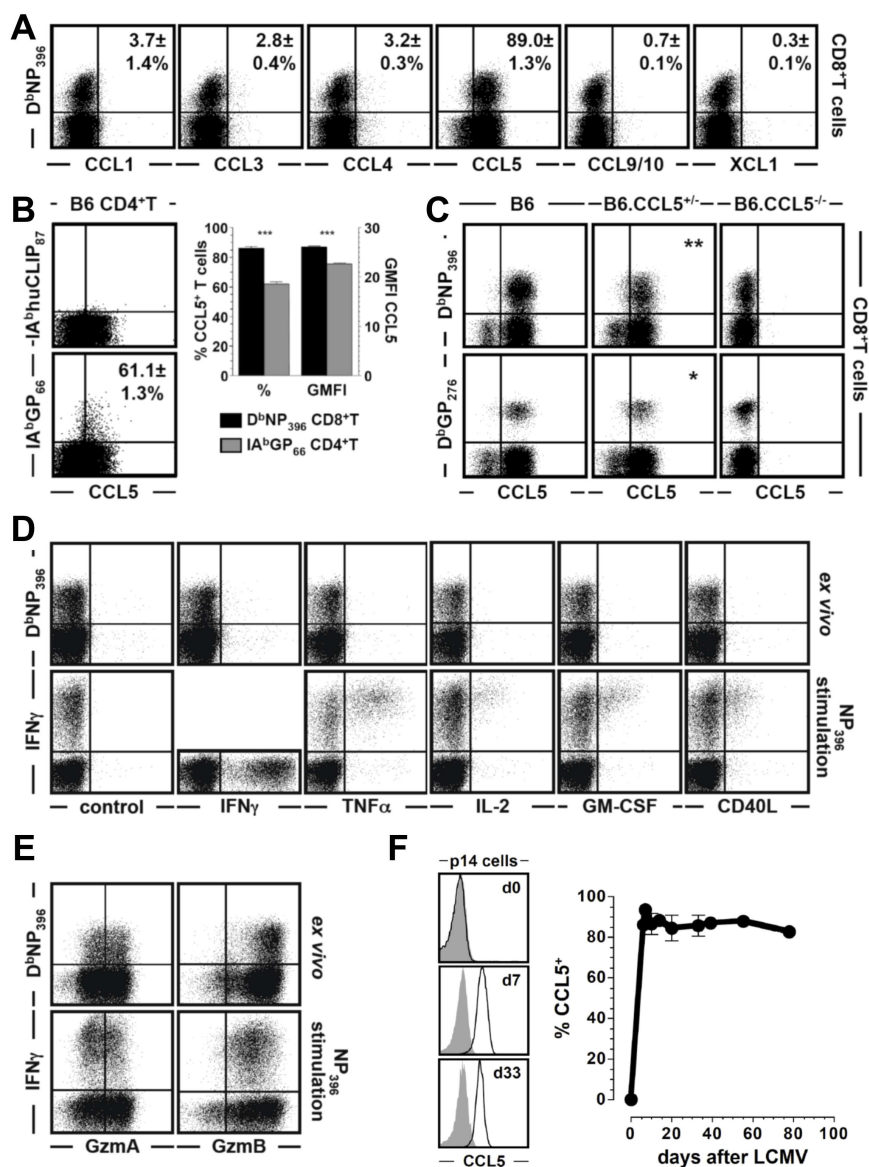 A
DᵇNP₃₉₆
3.7±
1.4%
2.8±
0.4%
3.2±
0.3%
89.0±
1.3%
0.7±
0.1%
0.3±
0.1%
CD8⁺T cells
CCL1
CCL3
CCL4
CCL5
CCL9/10
XCL1
B
B6 CD4⁺T
IAᵇhuCLIP₈₇
IAᵇGP₆₆
61.1±
1.3%
CCL5
% CCL5⁺ T cells
100
80
60
40
20
0
***
***
30
20
10
0
GMFI CCL5
%
GMFI
DᵇNP₃₉₆ CD8⁺T
IAᵇGP₆₆ CD4⁺T
C
B6
B6.CCL5⁺/⁻
B6.CCL5⁻/⁻
DᵇNP₃₉₆
**
DᵇGP₂₇₆
*
CD8⁺T cells
CCL5
CCL5
CCL5
D
DᵇNP₃₉₆
ex vivo
IFNγ
NP₃₉₆
stimulation
control
IFNγ
TNFα
IL-2
GM-CSF
CD40L
E
DᵇNP₃₉₆
ex vivo
IFNγ
NP₃₉₆
stimulation
GzmA
GzmB
F
p14 cells
d0
d7
d33
CCL5
% CCL5⁺
100
80
60
40
20
0
0
20
40
60
80
100
days after LCMV